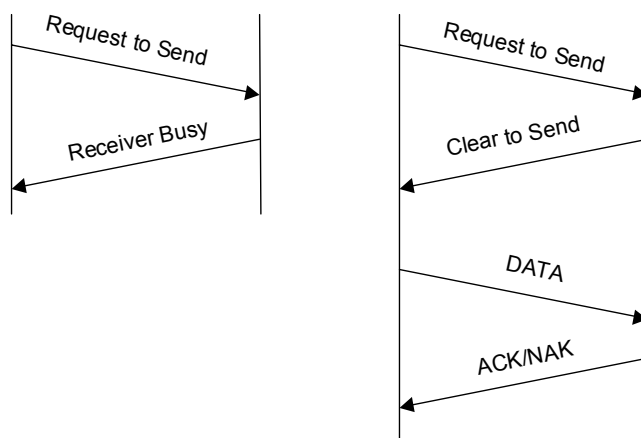 Request to Send
Receiver Busy
Request to Send
Clear to Send
DATA
ACK/NAK